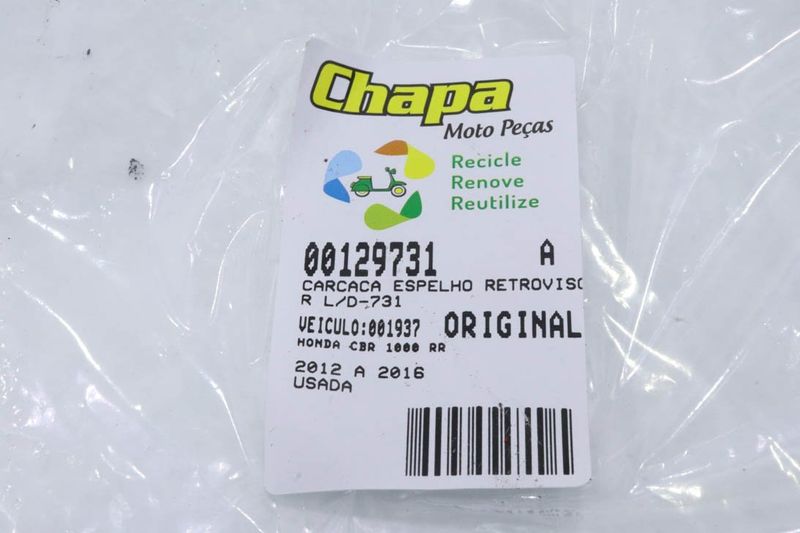 Chapa
Moto Peças
Recicle
Renove
Reutilize
00129731 A
CARCACA ESPELHO RETROVISO
R L/D-731
VEICULO:001937 ORIGINAL
HONDA CBR 1000 RR
2012 A 2016
USADA